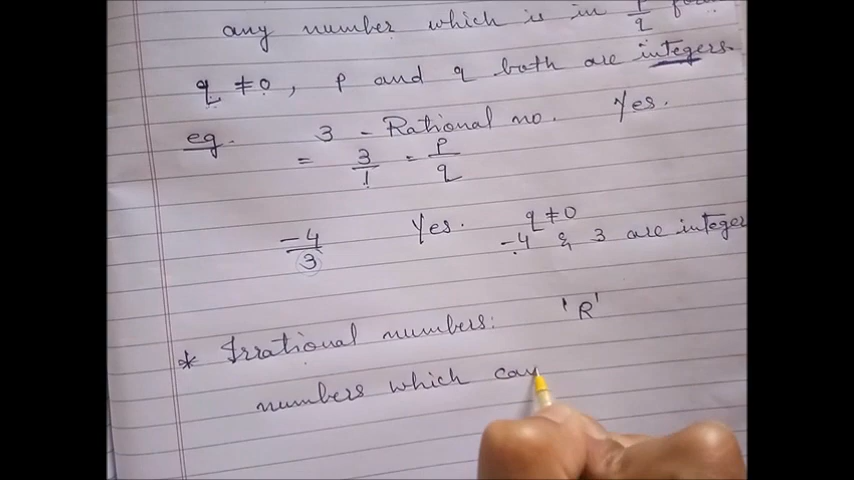 any number which is in p/q
q ≠ 0, p and q both are integers.
eg. 3 - Rational no. Yes.
= 3/1 = p/q
-4/3 Yes. q ≠ 0
-4 & 3 are integer
* Irrational numbers: 'R'
numbers which can